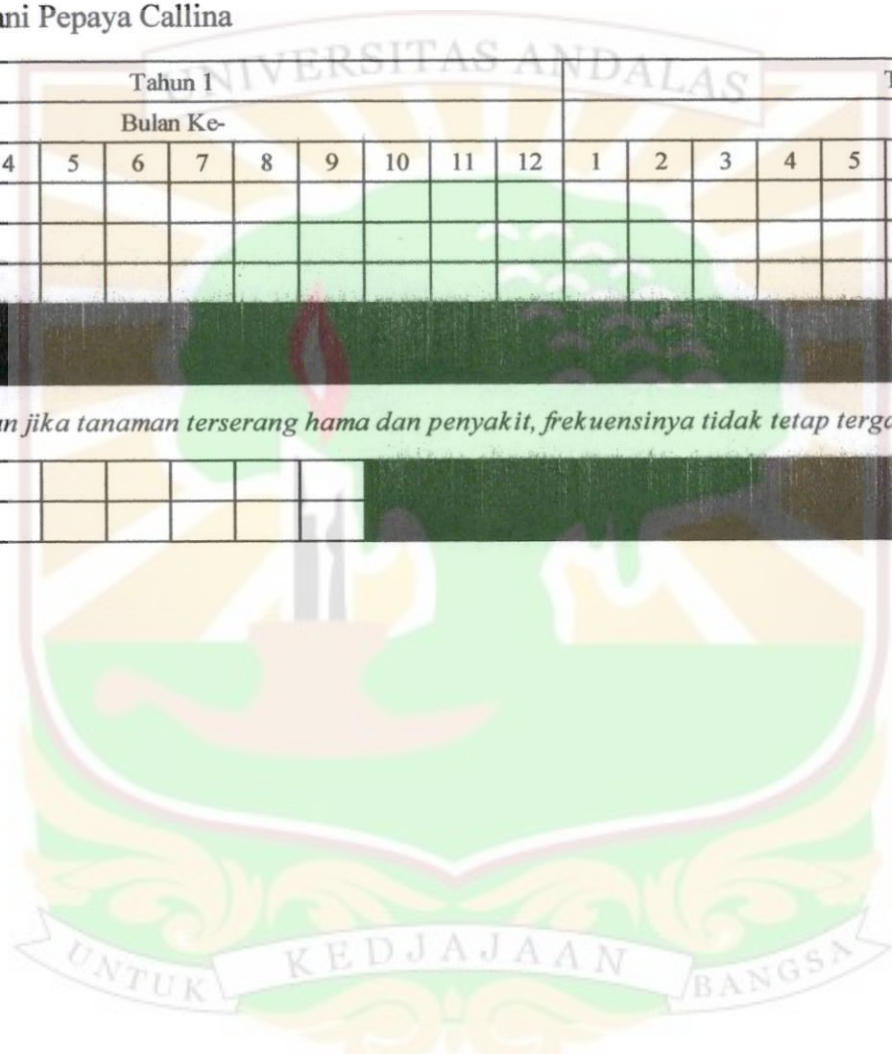 ni Pepaya Callina
UNIVERSITAS ANDALAS
Tahun 1 T
Bulan Ke-
4 5 6 7 8 9 10 11 12 1 2 3 4 5
n jika tanaman terserang hama dan penyakit, frekuensinya tidak tetap terga
UNTUK KEDJAJAAN BANGSA